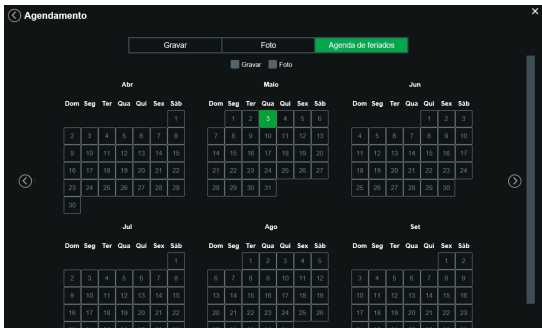 Agendamento
×
Gravar Foto Agenda de feriados
Gravar Foto
Abr Maio Jun
Dom Seg Ter Qua Qui Sex Sáb Dom Seg Ter Qua Qui Sex Sáb Dom Seg Ter Qua Qui Sex Sáb
1 1 2 3 4 5 6 1 2 3
2 3 4 5 6 7 8 7 8 9 10 11 12 13 4 5 6 7 8 9 10
9 10 11 12 13 14 15 14 15 16 17 18 19 20 11 12 13 14 15 16 17
16 17 18 19 20 21 22 21 22 23 24 25 26 27 18 19 20 21 22 23 24
23 24 25 26 27 28 29 28 29 30 31 25 26 27 28 29 30
30
Jul Ago Set
Dom Seg Ter Qua Qui Sex Sáb Dom Seg Ter Qua Qui Sex Sáb Dom Seg Ter Qua Qui Sex Sáb
1 1 2 3 4 5 1 2
2 3 4 5 6 7 8 6 7 8 9 10 11 12 3 4 5 6 7 8 9
9 10 11 12 13 14 15 13 14 15 16 17 18 19 10 11 12 13 14 15 16
16 17 18 19 20 21 22 20 21 22 23 24 25 26 17 18 19 20 21 22 23